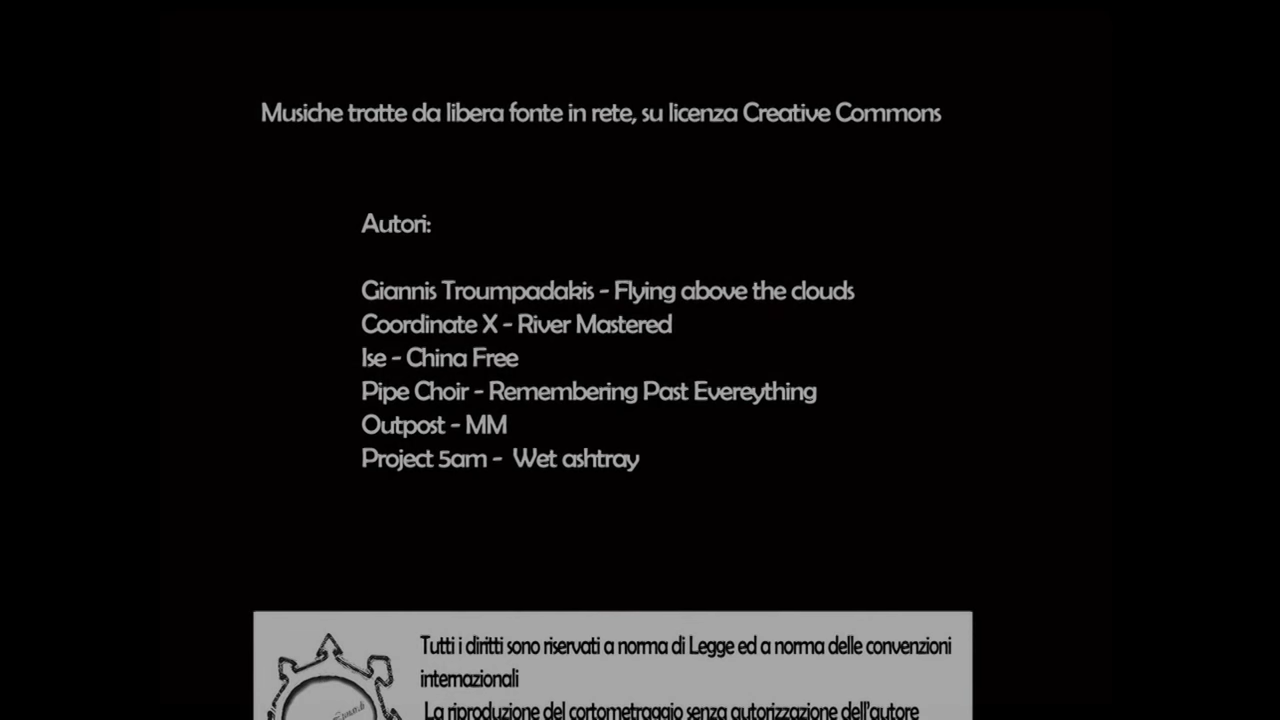 Musiche tratte da libera fonte in rete, su licenza Creative Commons
Autori:
Giannis Troumpadakis - Flying above the clouds
Coordinate X - River Mastered
Ise - China Free
Pipe Choir - Remembering Past Evereything
Outpost - MM
Project 5am - Wet ashtray
Tutti i diritti sono riservati a norma di Legge ed a norma delle convenzioni
internazionali
La riproduzione del cortometraggio senza autorizzazione dell'autore